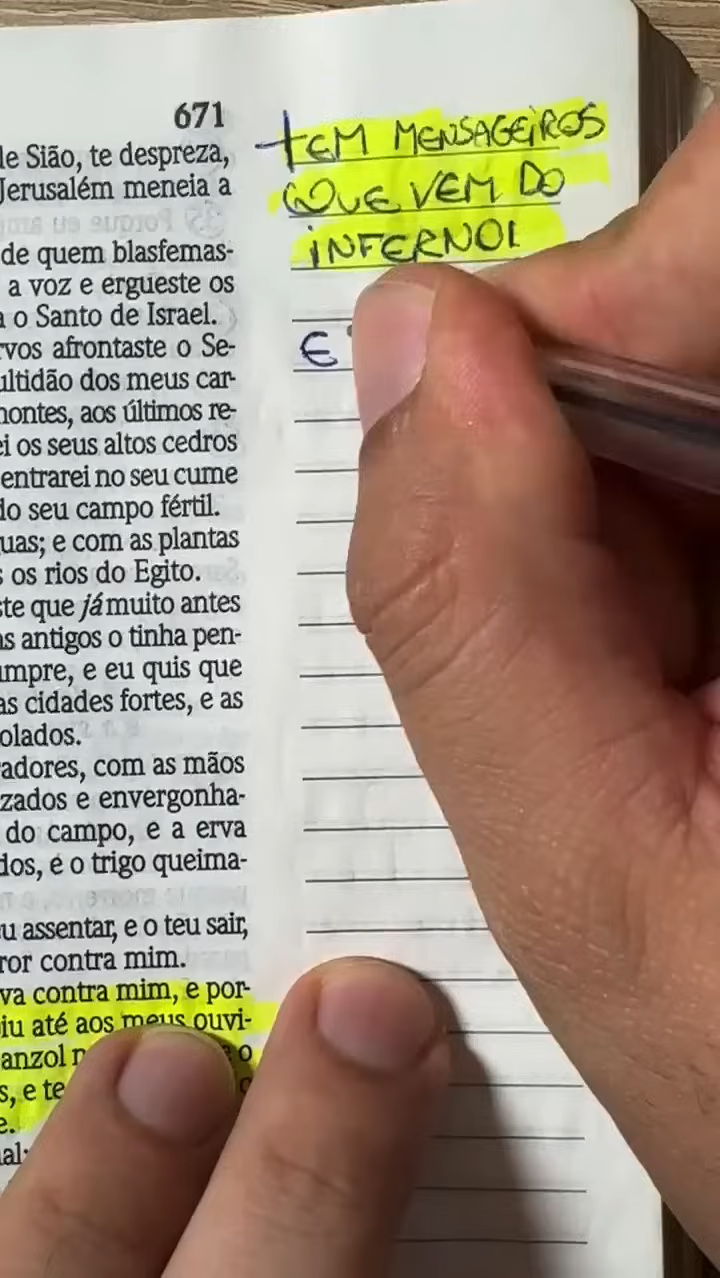 671
TEM MENSAGEIROS
QUE VEM DO
INFERNO!
E
le Sião, te despreza,
Jerusalém meneia a
de quem blasfemas-
a voz e ergueste os
a o Santo de Israel.
rvos afrontaste o Se-
ultidão dos meus car-
montes, aos últimos re-
ei os seus altos cedros
entrarei no seu cume
do seu campo fértil.
guas; e com as plantas
s os rios do Egito.
ste que já muito antes
as antigos o tinha pen-
umpre, e eu quis que
as cidades fortes, e as
olados.
adores, com as mãos
zados e envergonha-
do campo, e a erva
dos, e o trigo queima-
u assentar, e o teu sair,
ror contra mim.
va contra mim, e por-
iu até aos meus ouvi-
anzol n
o
s, e te
e.
al: